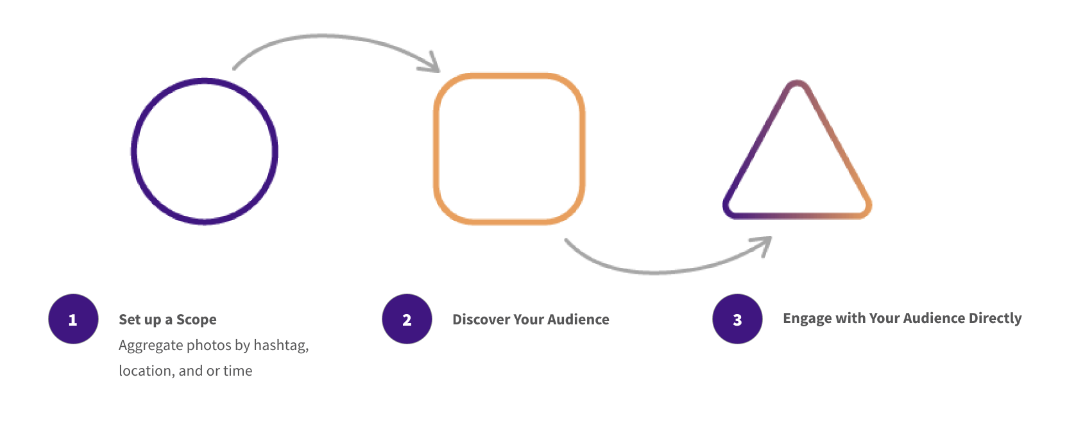 1
Set up a Scope
Aggregate photos by hashtag,
location, and or time
2
Discover Your Audience
3
Engage with Your Audience Directly